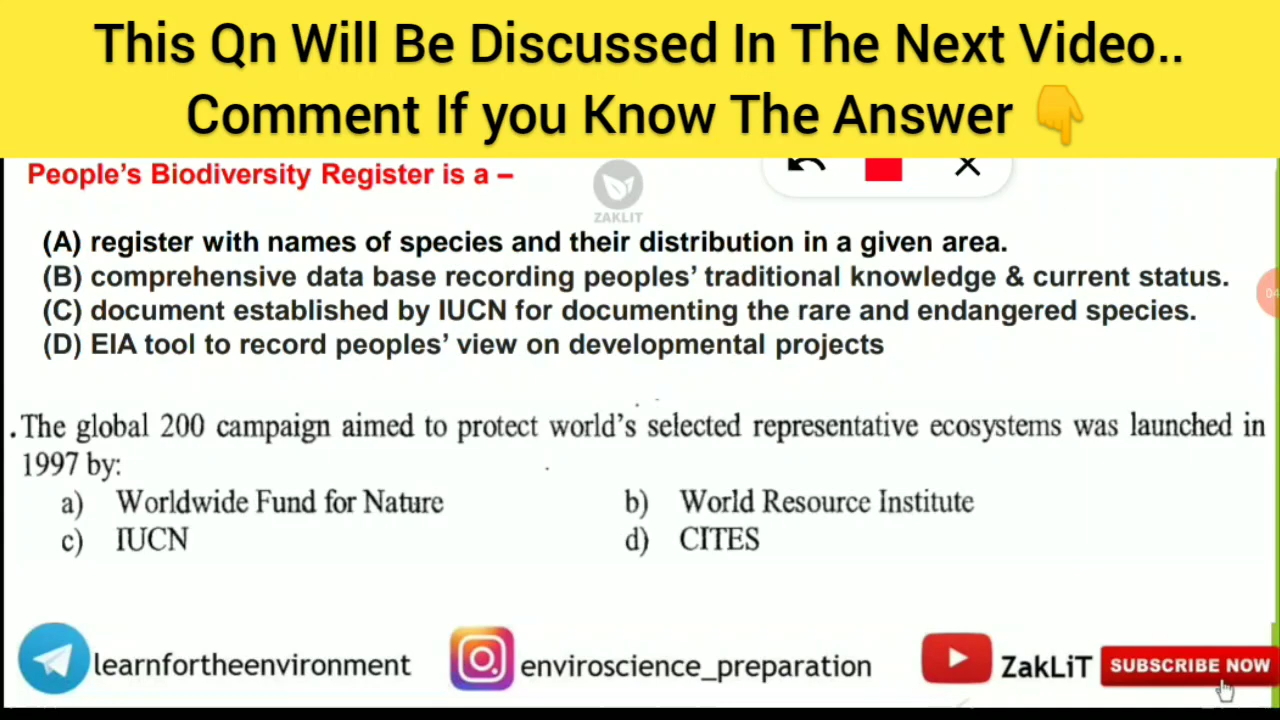 This Qn Will Be Discussed In The Next Video..
Comment If you Know The Answer 👇
People's Biodiversity Register is a –
ZAKLIT
(A) register with names of species and their distribution in a given area.
(B) comprehensive data base recording peoples' traditional knowledge & current status.
(C) document established by IUCN for documenting the rare and endangered species.
(D) EIA tool to record peoples' view on developmental projects
.The global 200 campaign aimed to protect world's selected representative ecosystems was launched in
1997 by:
a) Worldwide Fund for Nature b) World Resource Institute
c) IUCN d) CITES
learnfortheenvironment enviroscience_preparation ZakLiT SUBSCRIBE NOW